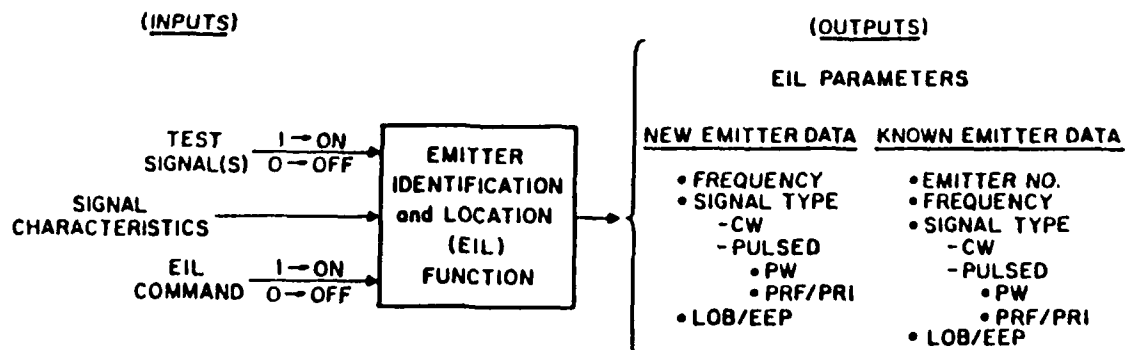 (INPUTS)
TEST SIGNAL(S)
1→ON
0→OFF
SIGNAL CHARACTERISTICS
EIL COMMAND
1→ON
0→OFF
EMITTER
IDENTIFICATION
and LOCATION
(EIL)
FUNCTION
(OUTPUTS)
EIL PARAMETERS
NEW EMITTER DATA
• FREQUENCY
• SIGNAL TYPE
-CW
-PULSED
• PW
• PRF/PRI
• LOB/EEP
KNOWN EMITTER DATA
• EMITTER NO.
• FREQUENCY
• SIGNAL TYPE
-CW
-PULSED
• PW
• PRF/PRI
• LOB/EEP